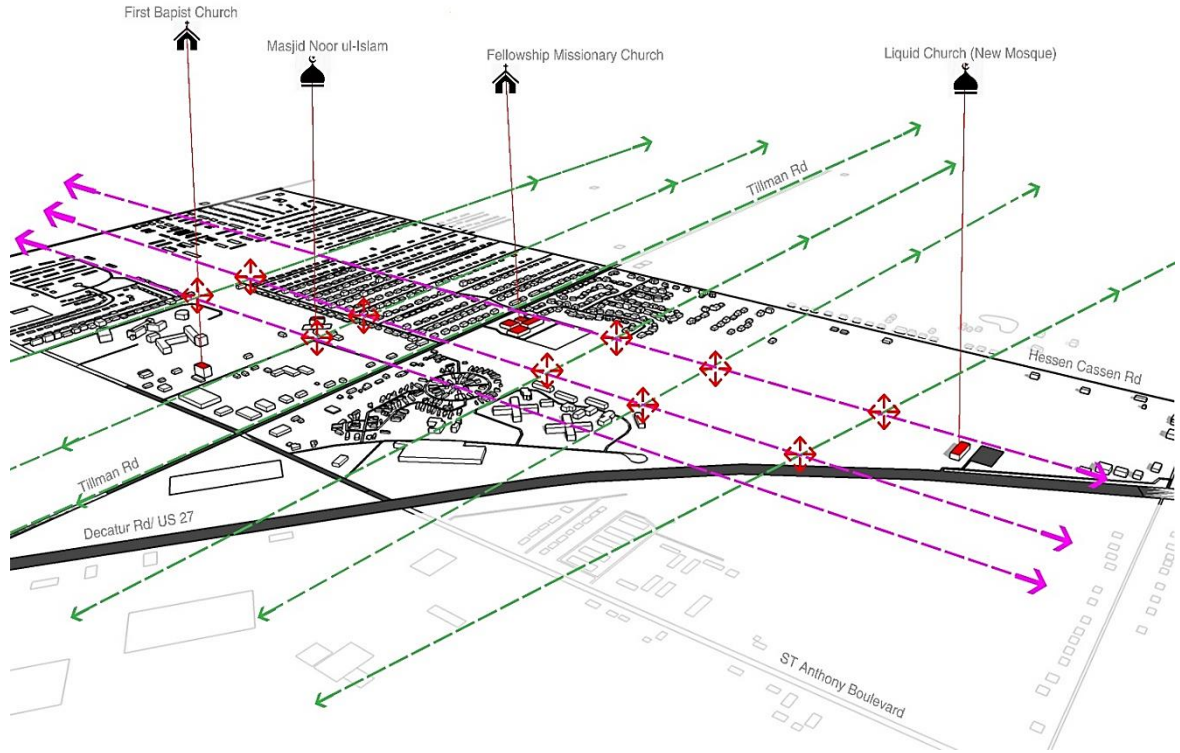 First Bapist Church
Masjid Noor ul-Islam
Fellowship Missionary Church
Liquid Church (New Mosque)
Tillman Rd
Hessen Cassen Rd
Tillman Rd
Decatur Rd/ US 27
ST Anthony Boulevard